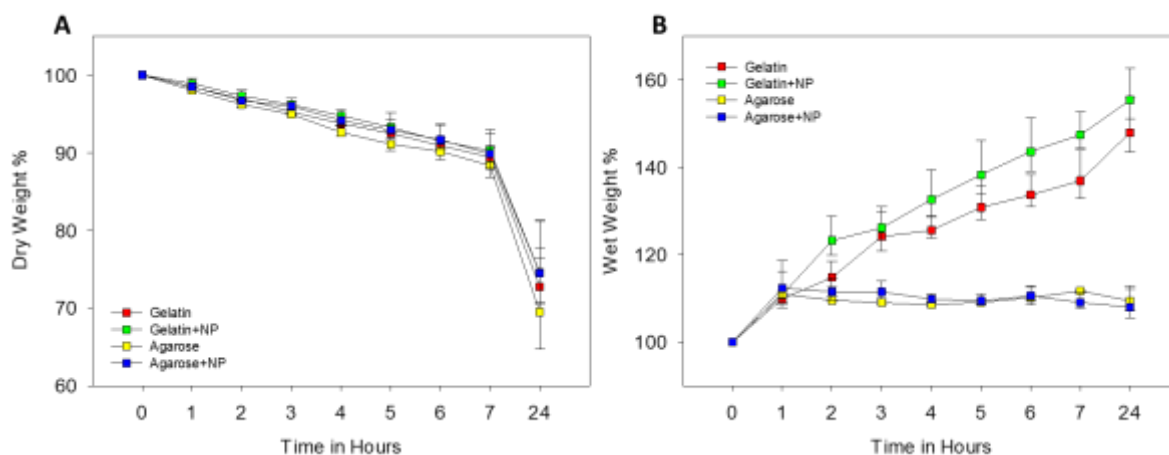 A
Dry Weight %
100
90
80
70
60
Gelatin
Gelatin+NP
Agarose
Agarose+NP
0 1 2 3 4 5 6 7 24
Time in Hours
B
Wet Weight %
160
140
120
100
Gelatin
Gelatin+NP
Agarose
Agarose+NP
0 1 2 3 4 5 6 7 24
Time in Hours